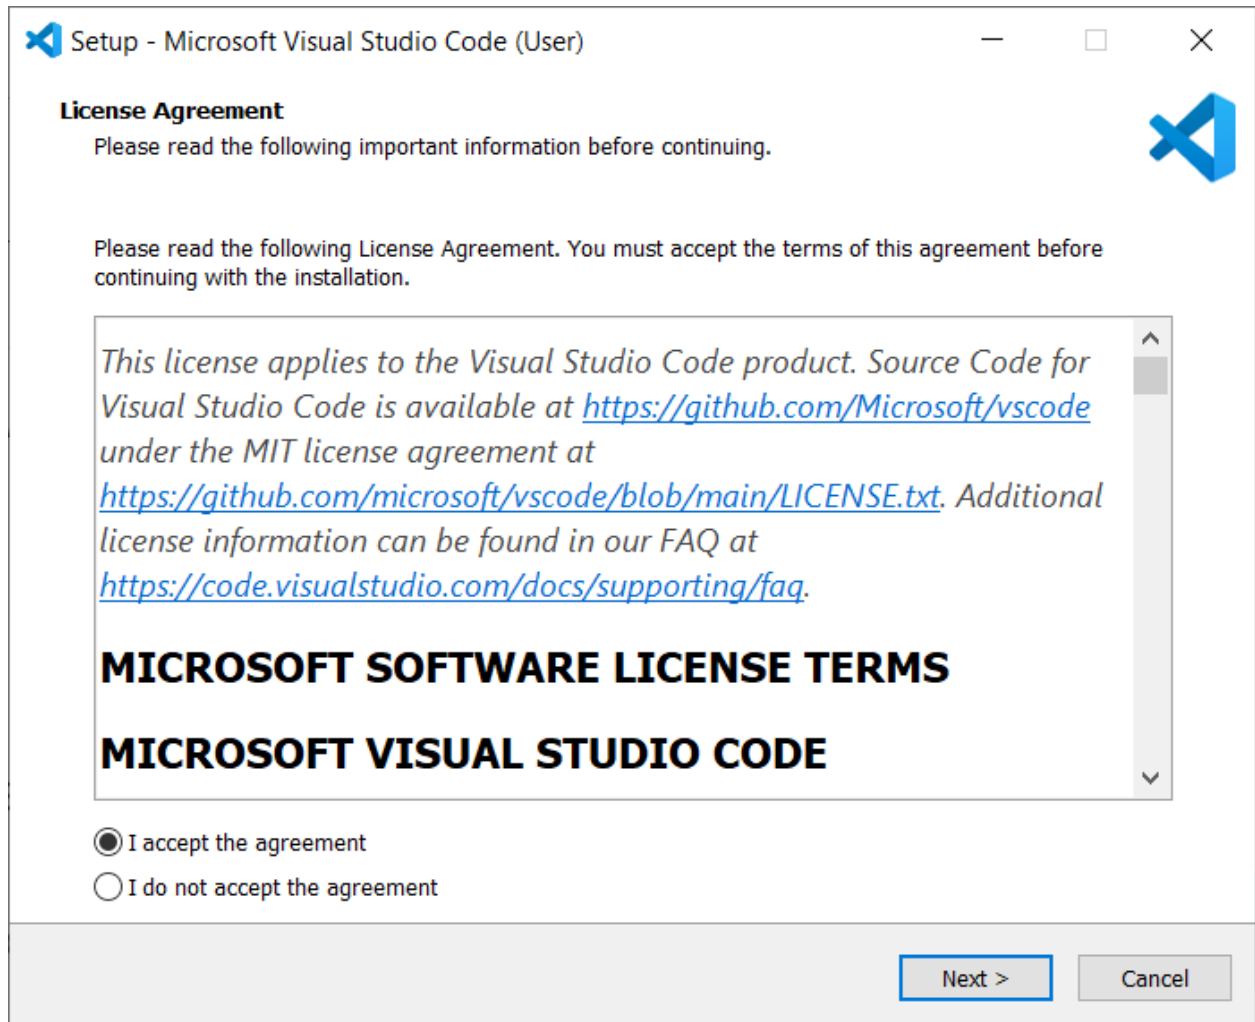 Setup - Microsoft Visual Studio Code (User)
License Agreement
Please read the following important information before continuing.
Please read the following License Agreement. You must accept the terms of this agreement before
continuing with the installation.
This license applies to the Visual Studio Code product. Source Code for
Visual Studio Code is available at https://github.com/Microsoft/vscode
under the MIT license agreement at
https://github.com/microsoft/vscode/blob/main/LICENSE.txt. Additional
license information can be found in our FAQ at
https://code.visualstudio.com/docs/supporting/faq.
MICROSOFT SOFTWARE LICENSE TERMS
MICROSOFT VISUAL STUDIO CODE
I accept the agreement
I do not accept the agreement
Next >
Cancel